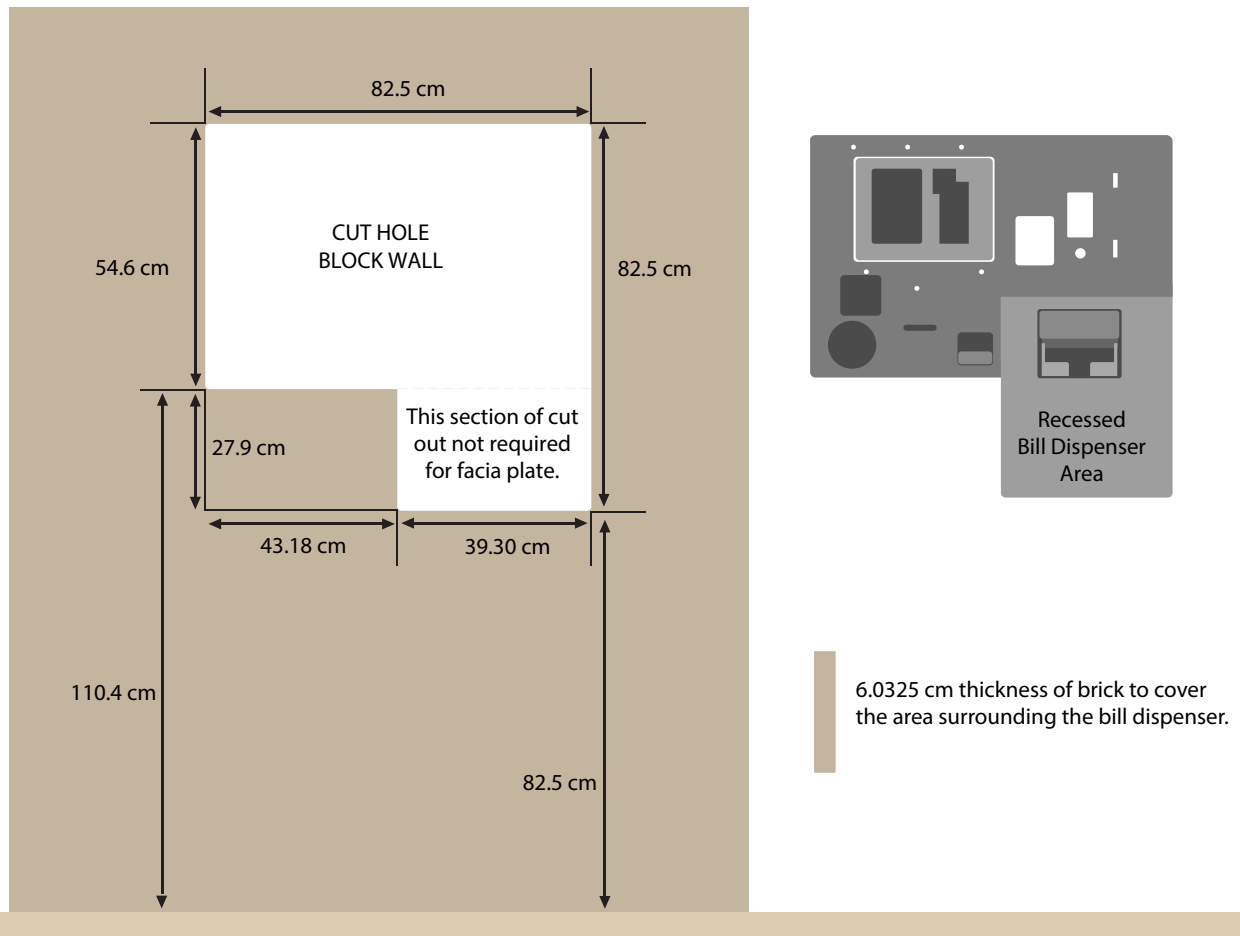 82.5 cm
CUT HOLE
BLOCK WALL
54.6 cm
82.5 cm
This section of cut
out not required
for facia plate.
27.9 cm
43.18 cm
39.30 cm
110.4 cm
82.5 cm
Recessed
Bill Dispenser
Area
6.0325 cm thickness of brick to cover
the area surrounding the bill dispenser.